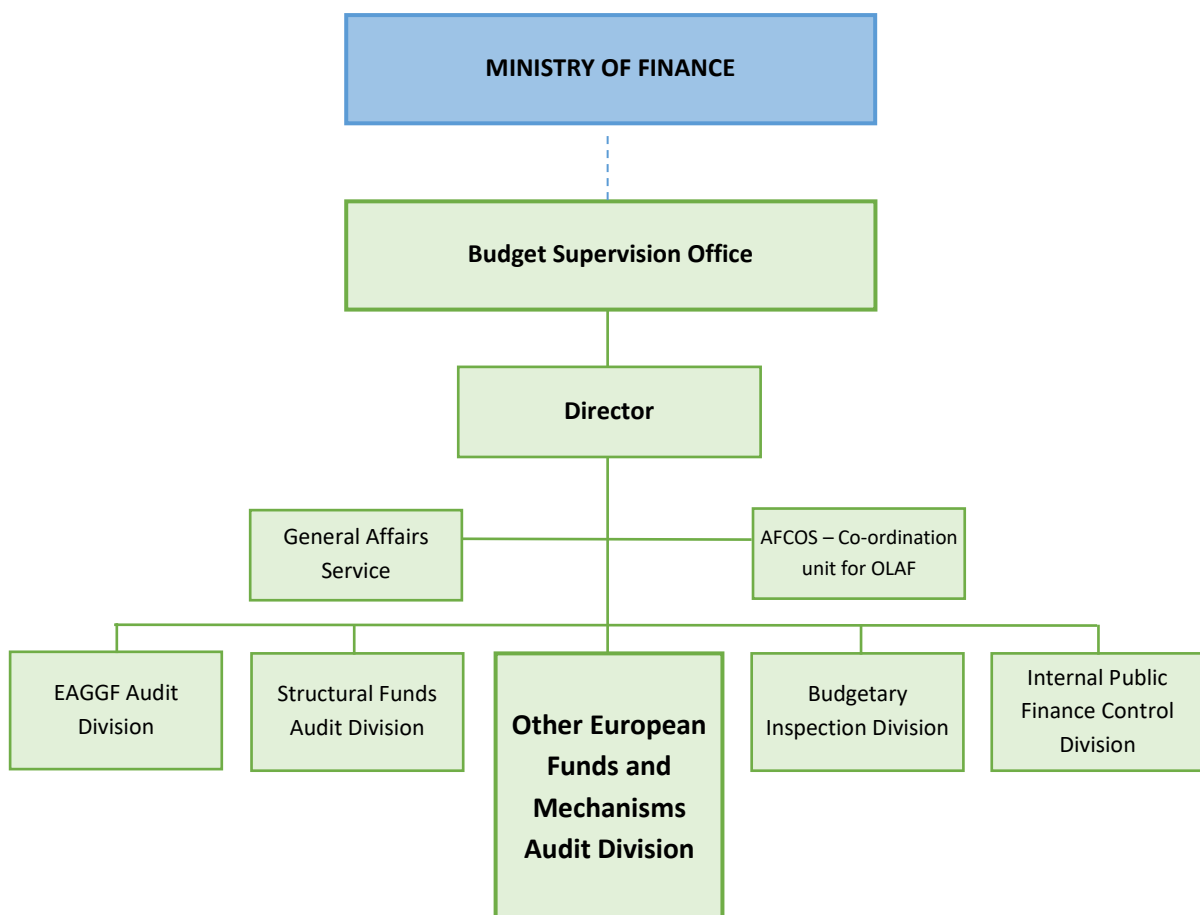 MINISTRY OF FINANCE
Budget Supervision Office
Director
General Affairs
Service
AFCOS – Co-ordination
unit for OLAF
EAGGF Audit
Division
Structural Funds
Audit Division
Other European
Funds and
Mechanisms
Audit Division
Budgetary
Inspection Division
Internal Public
Finance Control
Division